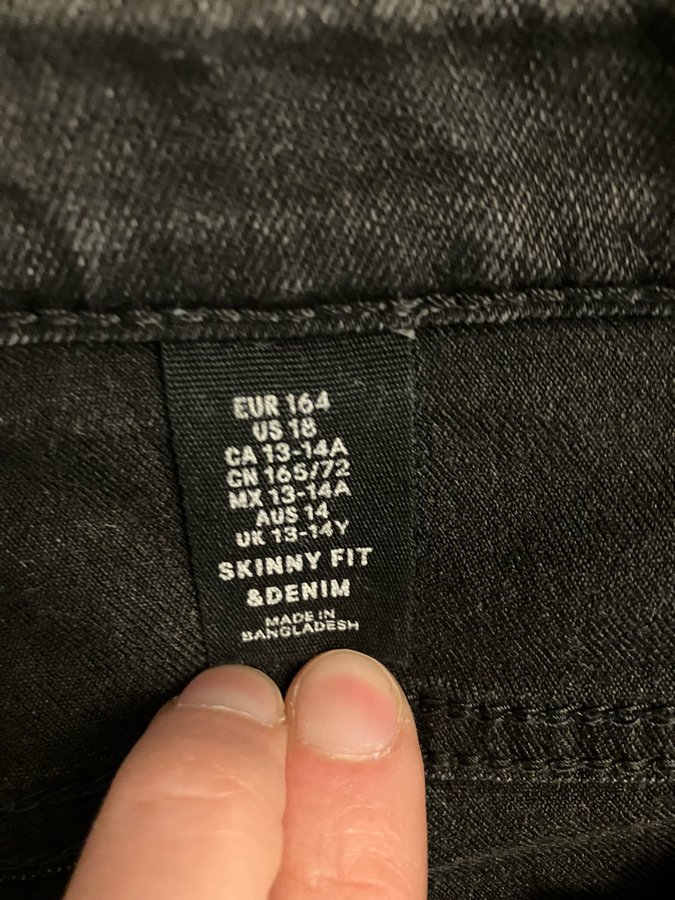 EUR 164
US 18
CA 13-14A
CN 165/72
MX 13-14A
AUS 14
UK 13-14Y
SKINNY FIT
&DENIM
MADE IN
BANGLADESH